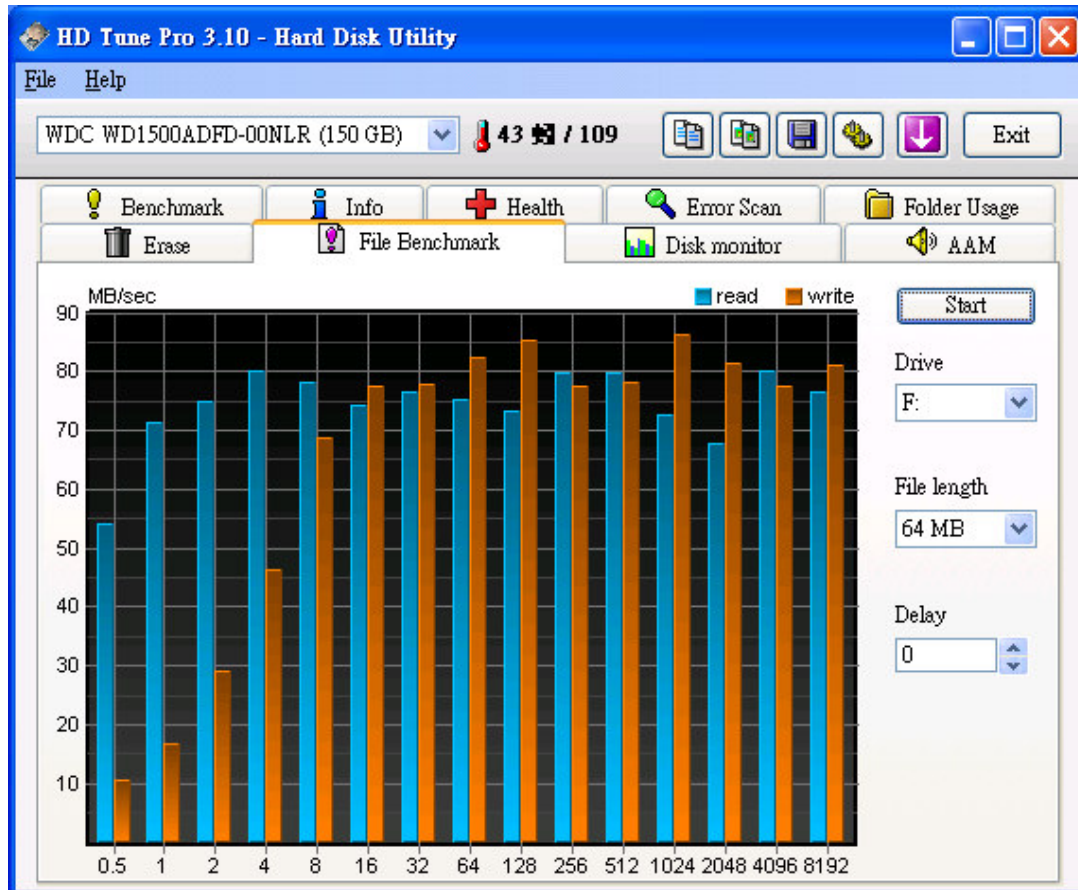 HD Tune Pro 3.10 - Hard Disk Utility
File Help
WDC WD1500ADFD-00NLR (150 GB) 43 / 109 Exit
Benchmark Info Health Error Scan Folder Usage
Erase File Benchmark Disk monitor AAM
MB/sec read write
90
80
70
60
50
40
30
20
10
0.5 1 2 4 8 16 32 64 128 256 512 1024 2048 4096 8192
Start
Drive
F:
File length
64 MB
Delay
0